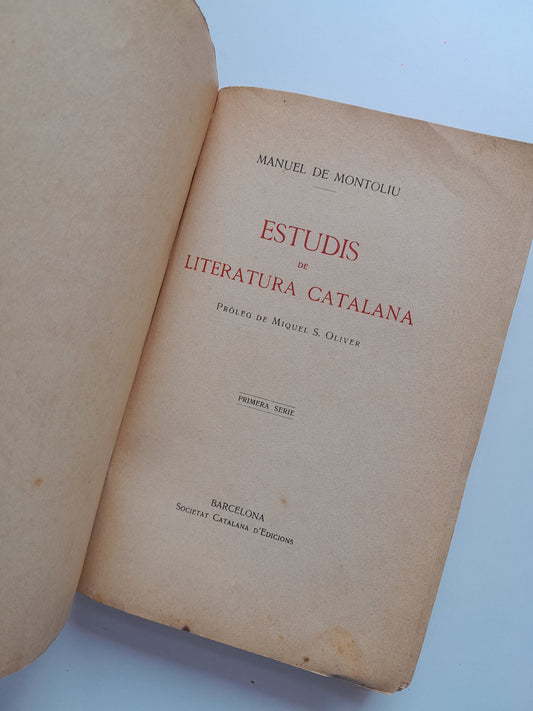 MANUEL DE MONTOLIU
ESTUDIS
DE
LITERATURA CATALANA
PRÒLEG DE MIQUEL S. OLIVER
PRIMERA SERIE
BARCELONA
SOCIETAT CATALANA D'EDICIONS